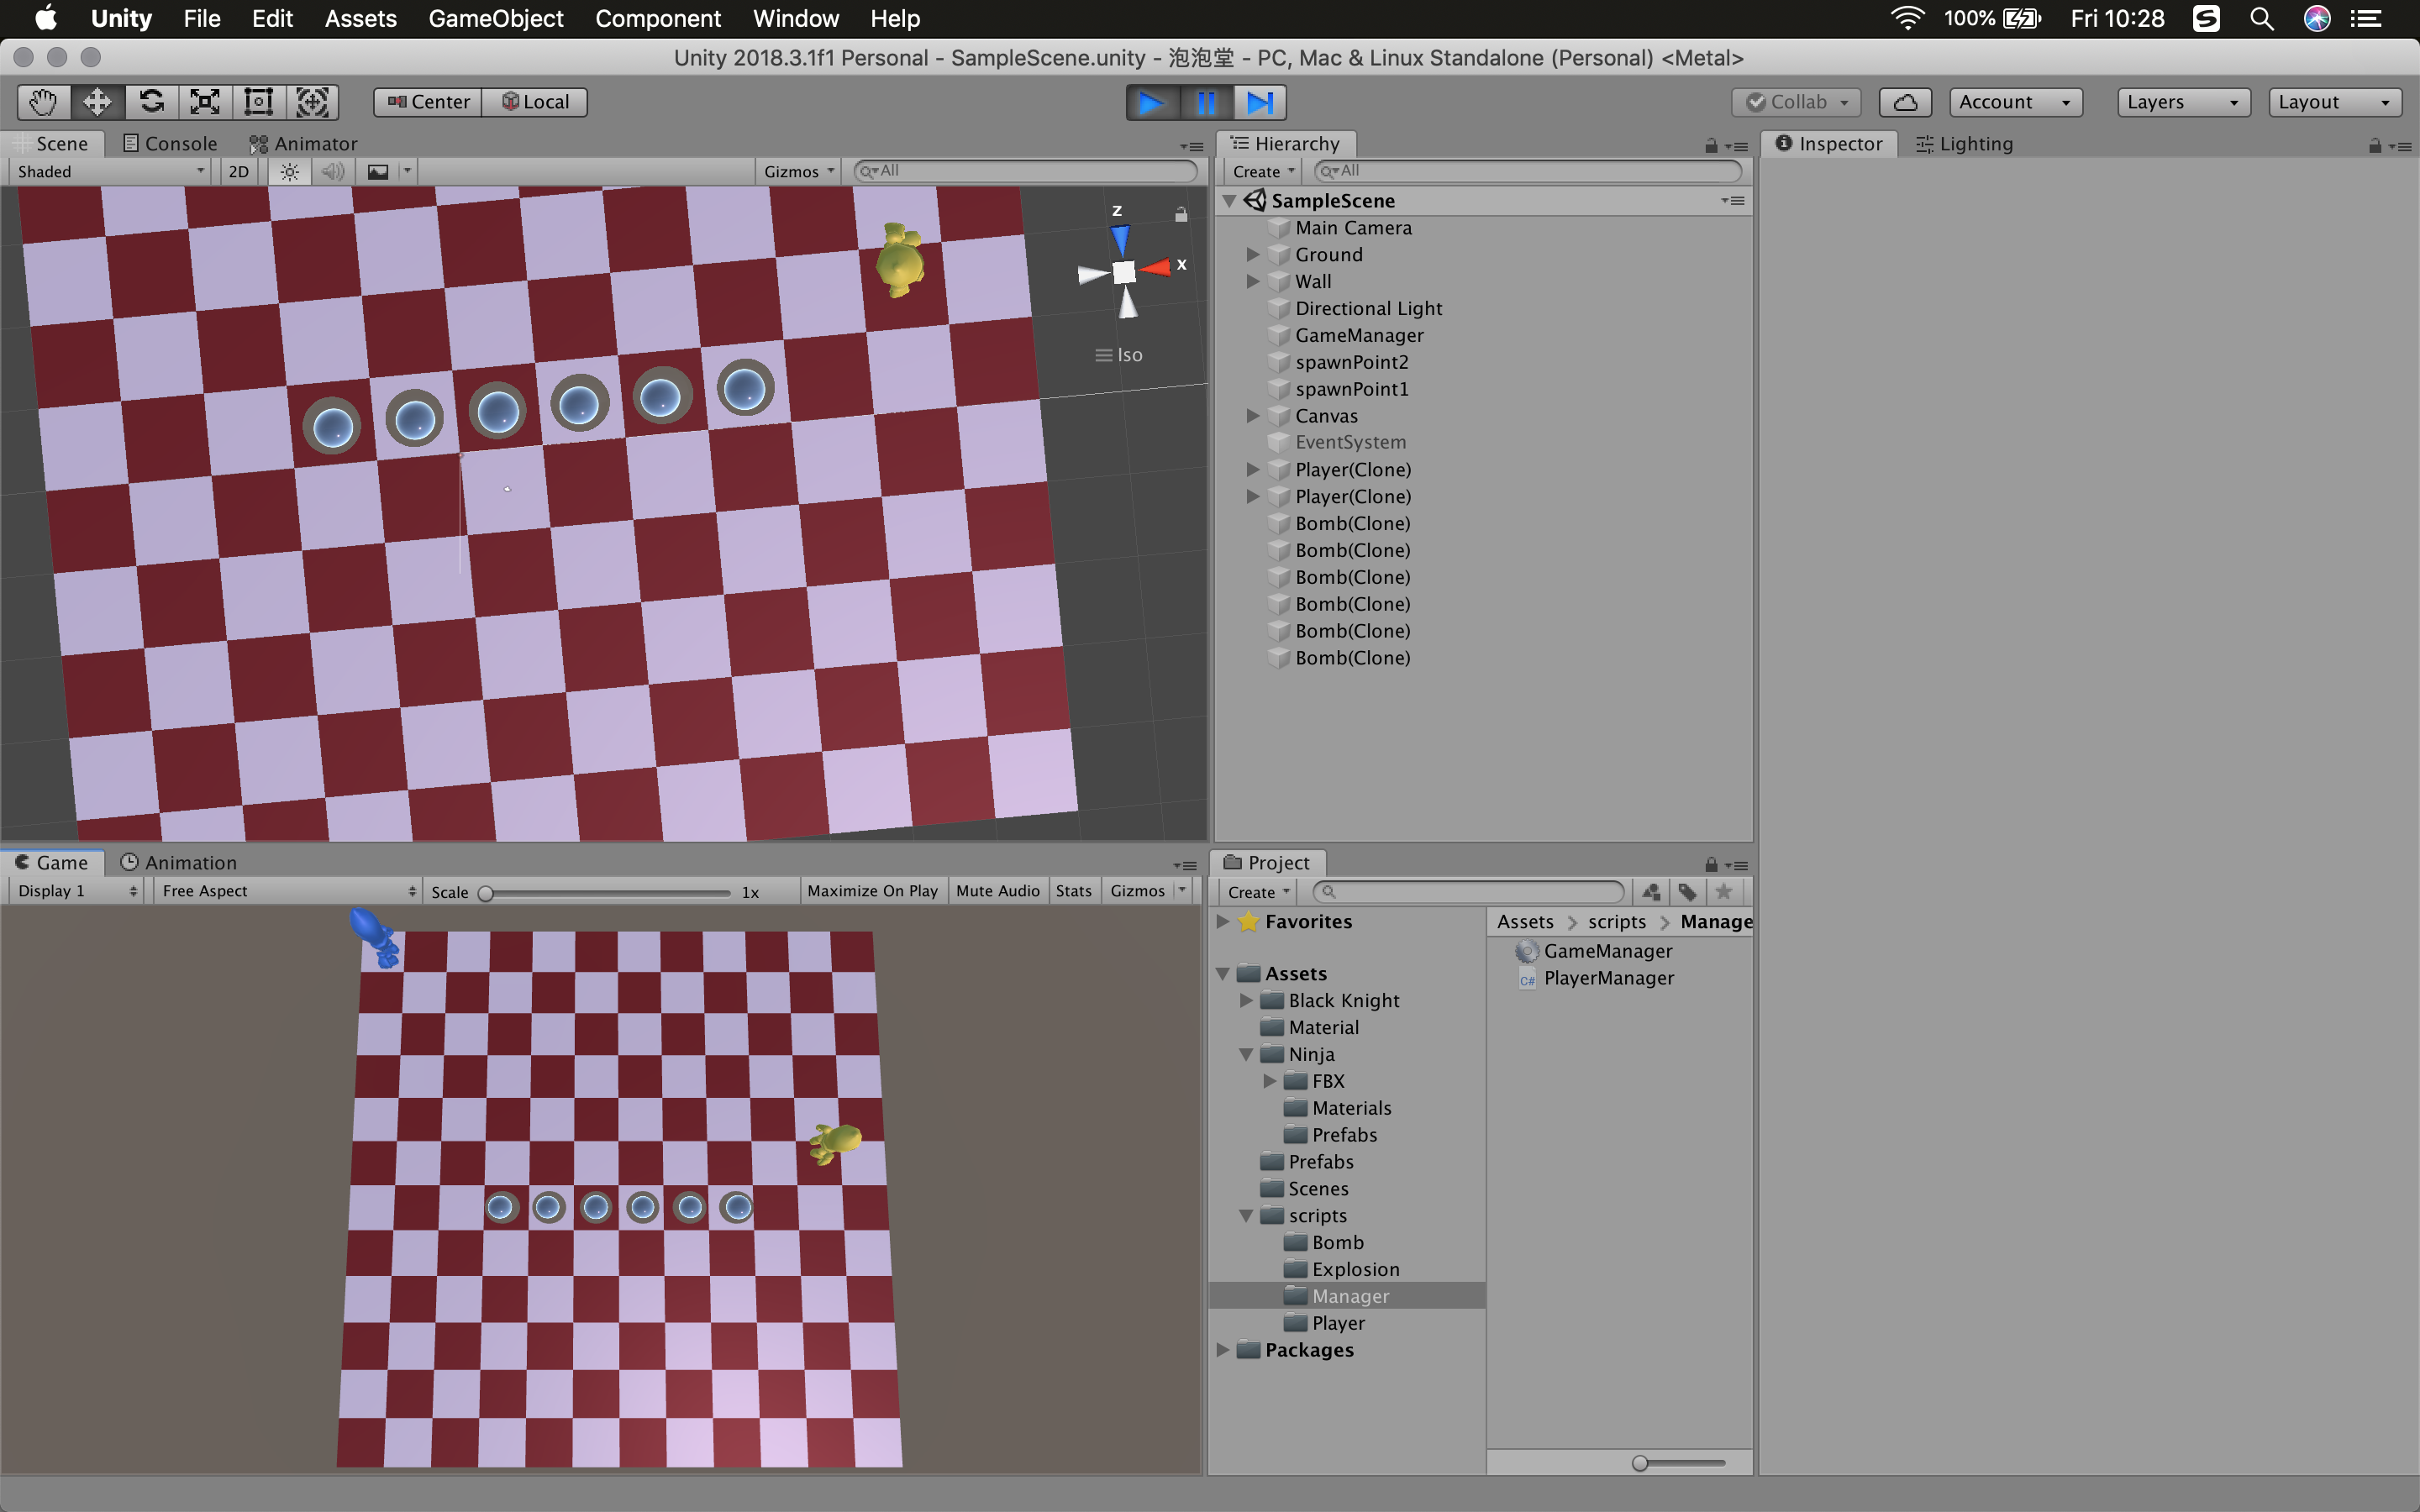 Unity File Edit Assets GameObject Component Window Help 100% Fri 10:28
Unity 2018.3.1f1 Personal - SampleScene.unity - 泡泡堂 - PC, Mac & Linux Standalone (Personal) <Metal>
Center Local Collab Account Layers Layout
Scene Console Animator
Shaded 2D Gizmos All
z
x
Iso
Hierarchy
Create All
SampleScene
Main Camera
Ground
Wall
Directional Light
GameManager
spawnPoint2
spawnPoint1
Canvas
EventSystem
Player(Clone)
Player(Clone)
Bomb(Clone)
Bomb(Clone)
Bomb(Clone)
Bomb(Clone)
Bomb(Clone)
Bomb(Clone)
Inspector Lighting
Game Animation
Display 1 Free Aspect Scale 1x Maximize On Play Mute Audio Stats Gizmos
Project
Create
Favorites
Assets
Black Knight
Material
Ninja
FBX
Materials
Prefabs
Prefabs
Scenes
scripts
Bomb
Explosion
Manager
Player
Packages
Assets scripts Manage
GameManager
C# PlayerManager